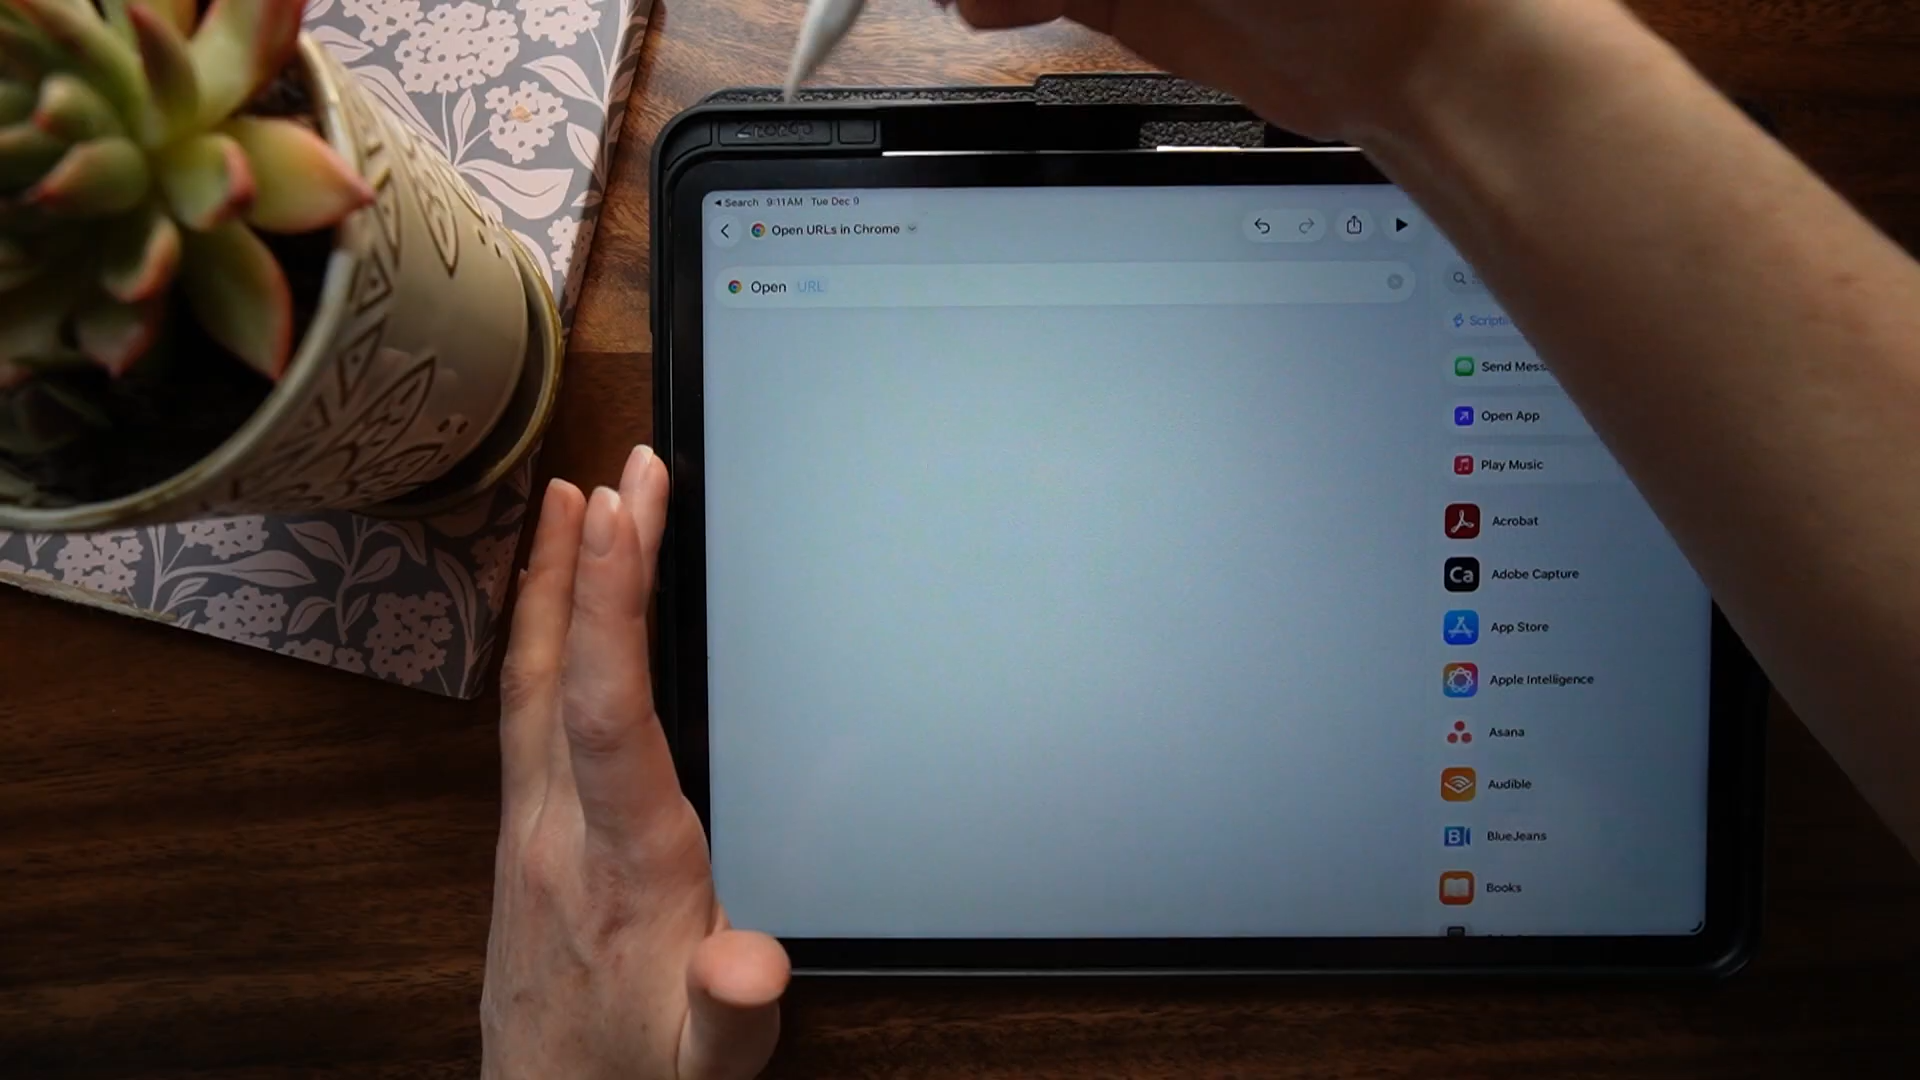 Search 9:11 AM Tue Dec 9
Open URLs in Chrome
Open URL
Send Mess
Open App
Play Music
Acrobat
Ca Adobe Capture
App Store
Apple Intelligence
Asana
Audible
B BlueJeans
Books